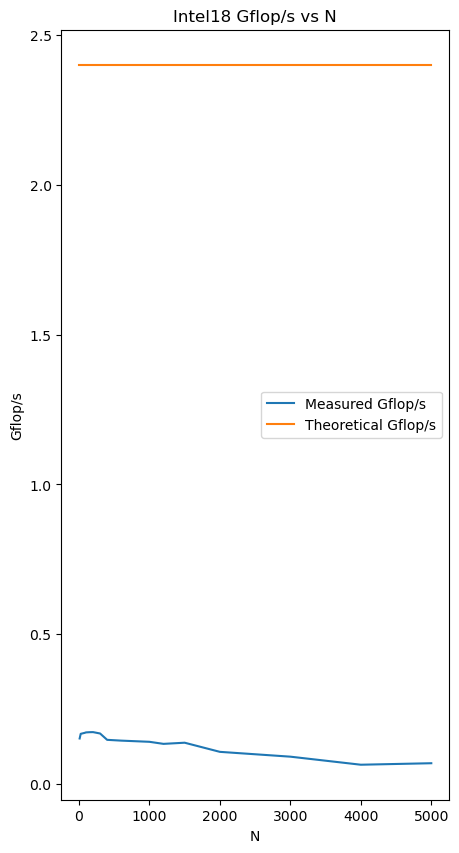 Intel18 Gflop/s vs N
2.5
2.0
1.5
1.0
0.5
0.0
Gflop/s
Measured Gflop/s
Theoretical Gflop/s
0 1000 2000 3000 4000 5000
N